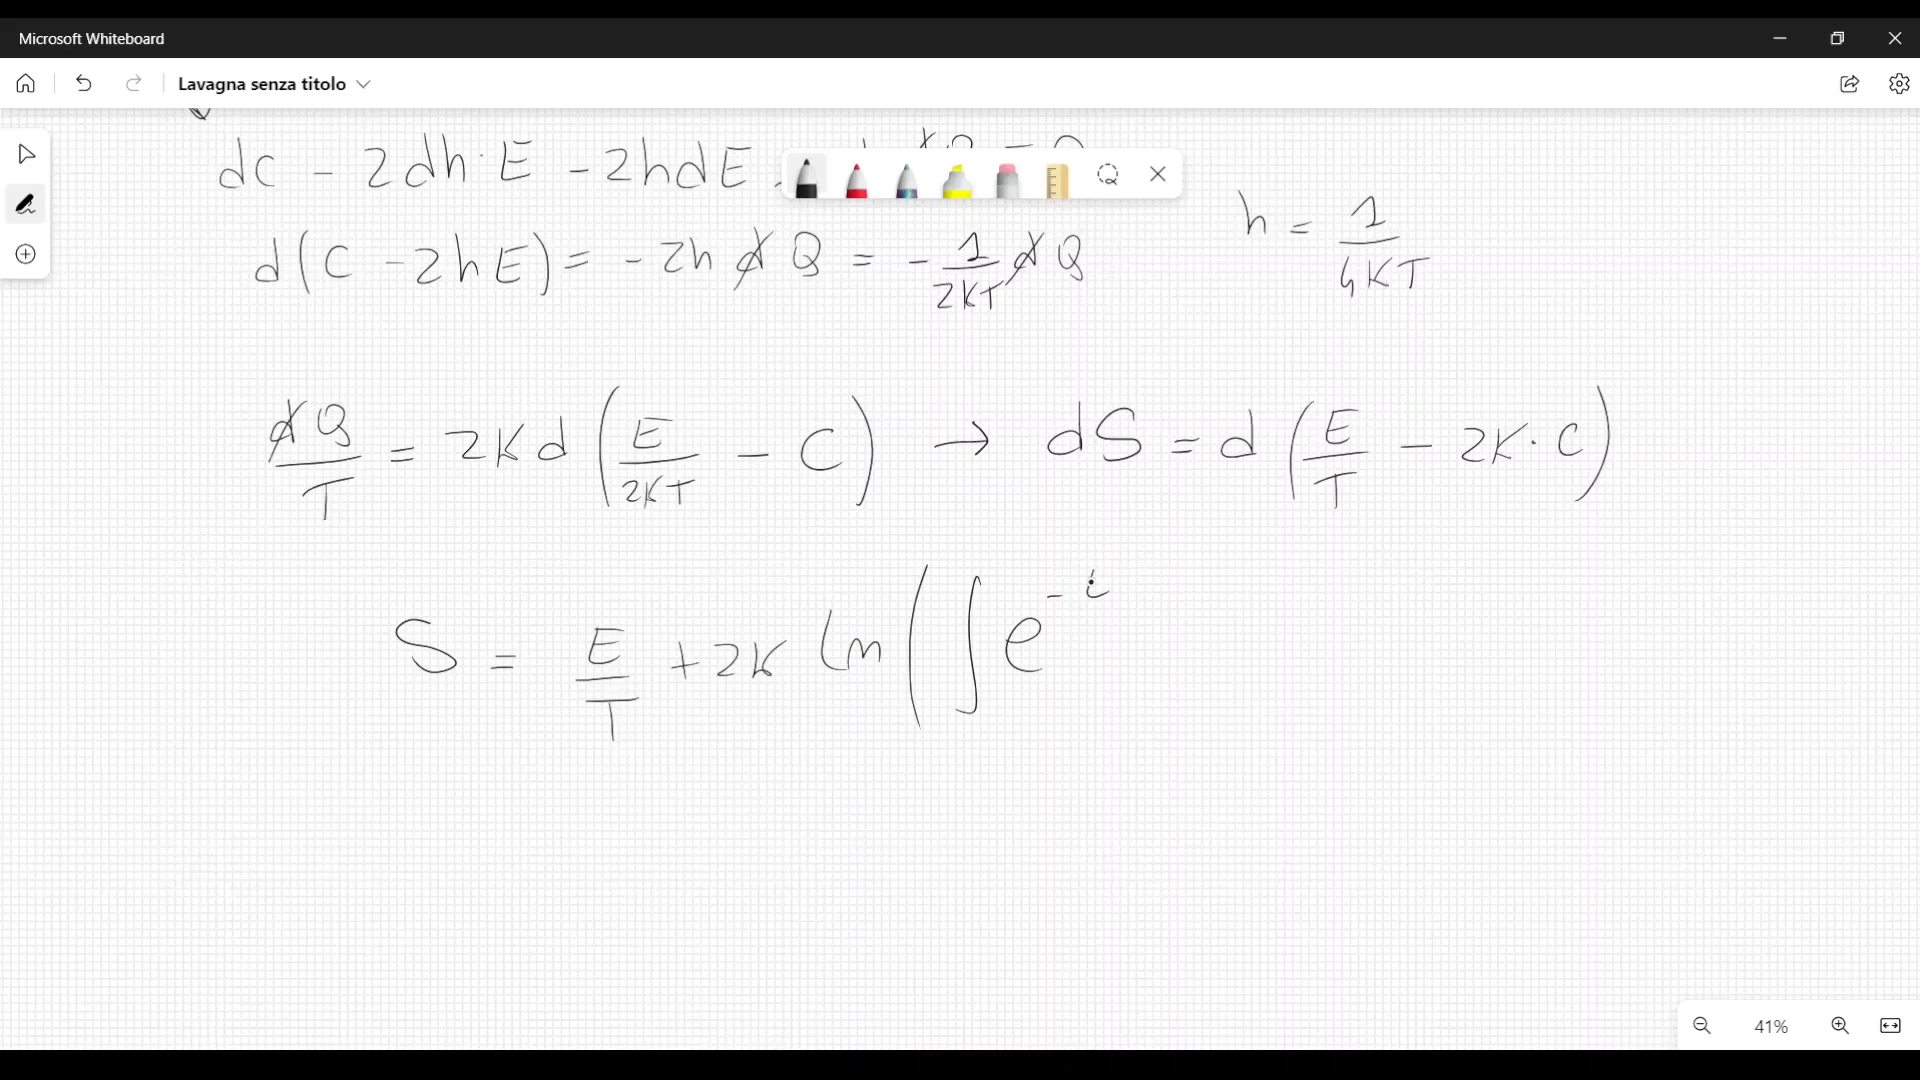 Microsoft Whiteboard
Lavagna senza titolo
dc - 2dh · E - 2hdE
d(C - 2hE) = - 2h đQ = - 1/2KT đQ
h = 1/4KT
đQ/T = 2Kd(E/2KT - C) → dS = d(E/T - 2K·C)
S = E/T + 2K ln(∫e^-i
41%